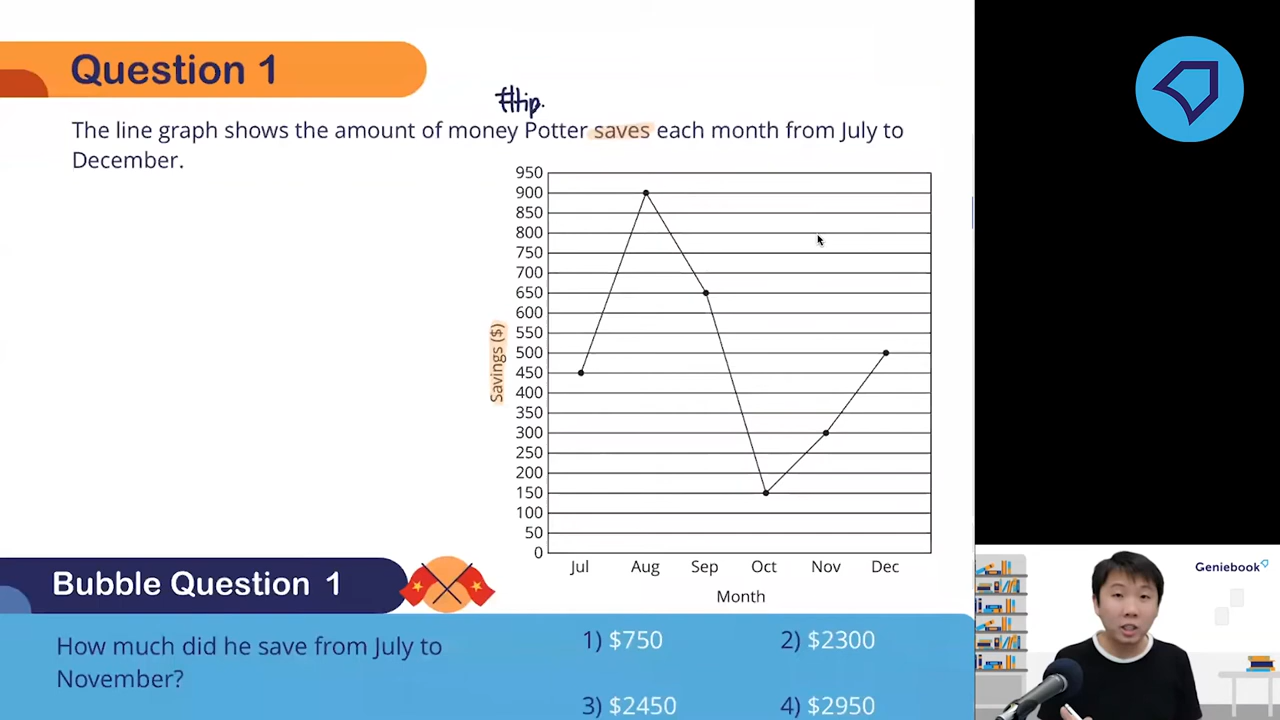 Question 1
The line graph shows the amount of money Potter saves each month from July to
December.
950
900
850
800
750
700
650
600
550
500
450
400
350
300
250
200
150
100
50
0
Savings ($)
Jul Aug Sep Oct Nov Dec
Month
Bubble Question 1
How much did he save from July to
November?
1) $750 2) $2300
3) $2450 4) $2950
Geniebook